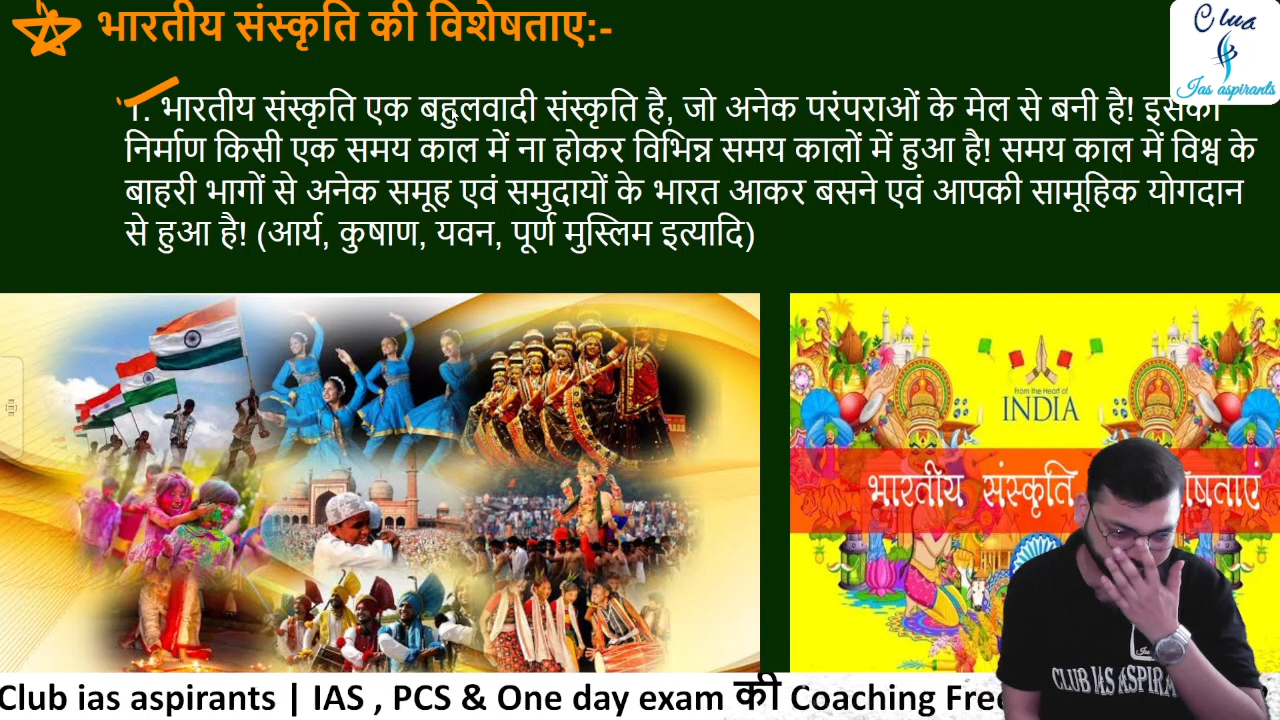 भारतीय संस्कृति की विशेषताए:-
Clua
Ias aspirants
1. भारतीय संस्कृति एक बहुलवादी संस्कृति है, जो अनेक परंपराओं के मेल से बनी है! इसका
निर्माण किसी एक समय काल में ना होकर विभिन्न समय कालों में हुआ है! समय काल में विश्व के
बाहरी भागों से अनेक समूह एवं समुदायों के भारत आकर बसने एवं आपकी सामूहिक योगदान
से हुआ है! (आर्य, कुषाण, यवन, पूर्ण मुस्लिम इत्यादि)
From the Heart of
INDIA
भारतीय संस्कृति
CLUB IAS ASPIRA
Club ias aspirants | IAS , PCS & One day exam की Coaching Free